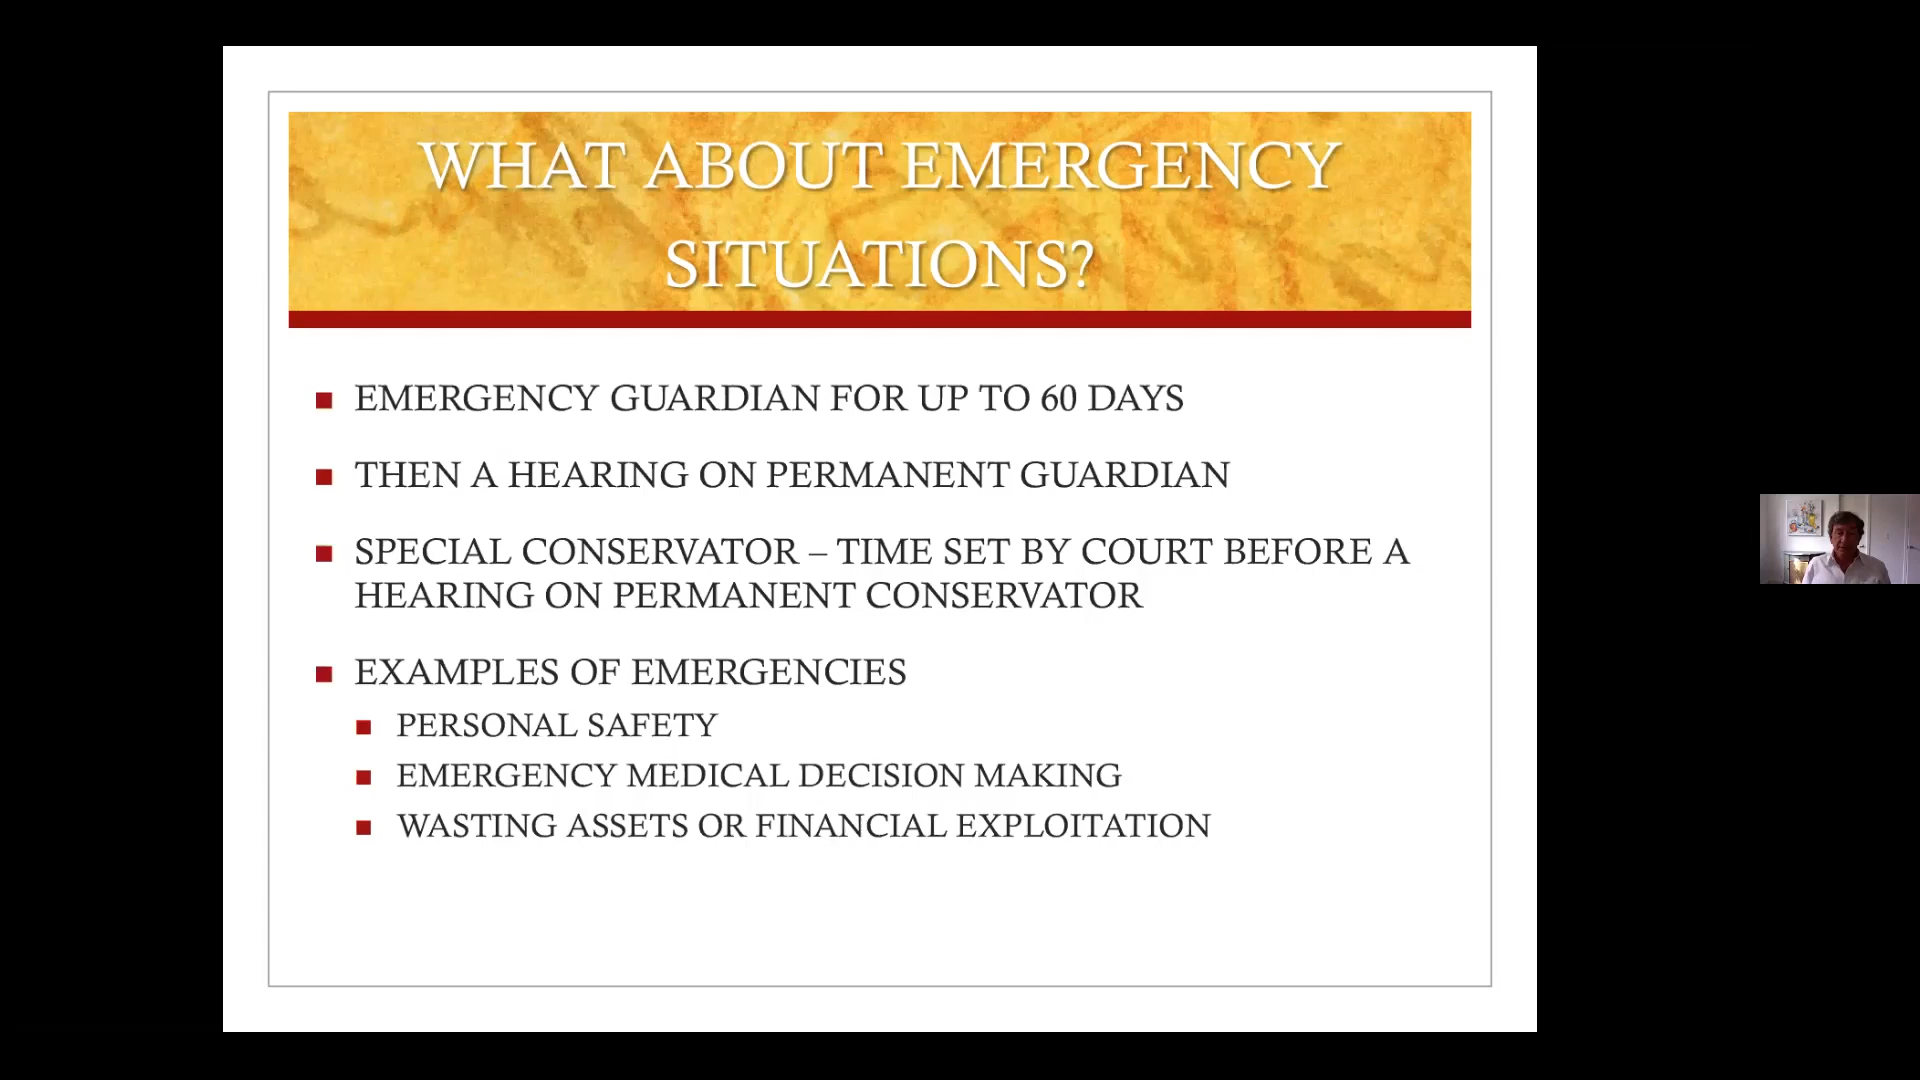 WHAT ABOUT EMERGENCY
SITUATIONS?
EMERGENCY GUARDIAN FOR UP TO 60 DAYS
THEN A HEARING ON PERMANENT GUARDIAN
SPECIAL CONSERVATOR – TIME SET BY COURT BEFORE A
HEARING ON PERMANENT CONSERVATOR
EXAMPLES OF EMERGENCIES
PERSONAL SAFETY
EMERGENCY MEDICAL DECISION MAKING
WASTING ASSETS OR FINANCIAL EXPLOITATION